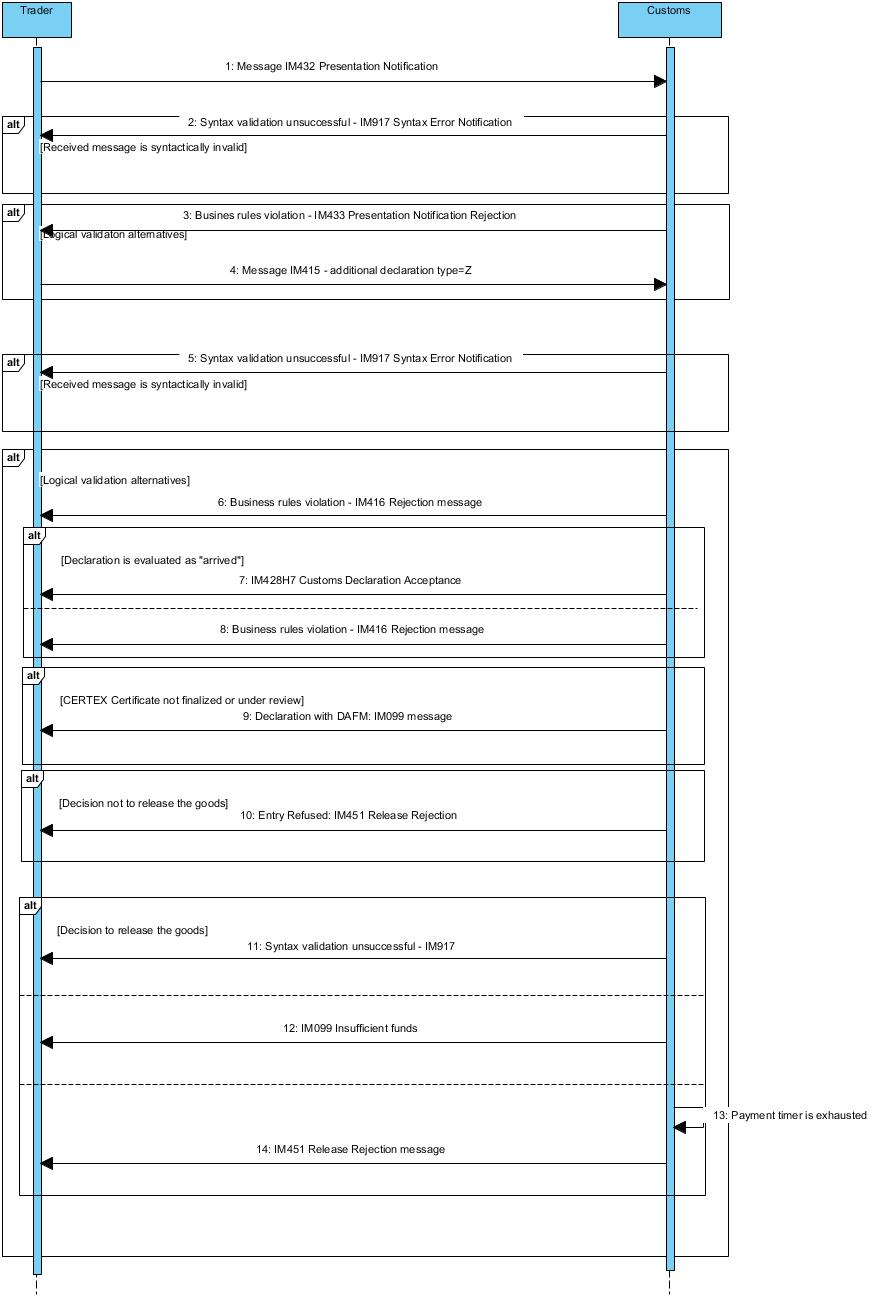 Trader
Customs
1: Message IM432 Presentation Notification
alt
2: Syntax validation unsuccessful - IM917 Syntax Error Notification
[Received message is syntactically invalid]
alt
3: Busines rules violation - IM433 Presentation Notification Rejection
[Logical validaton alternatives]
4: Message IM415 - additional declaration type=Z
alt
5: Syntax validation unsuccessful - IM917 Syntax Error Notification
[Received message is syntactically invalid]
alt
[Logical validation alternatives]
6: Business rules violation - IM416 Rejection message
alt
[Declaration is evaluated as "arrived"]
7: IM428H7 Customs Declaration Acceptance
8: Business rules violation - IM416 Rejection message
alt
[CERTEX Certificate not finalized or under review]
9: Declaration with DAFM: IM099 message
alt
[Decision not to release the goods]
10: Entry Refused: IM451 Release Rejection
alt
[Decision to release the goods]
11: Syntax validation unsuccessful - IM917
12: IM099 Insufficient funds
13: Payment timer is exhausted
14: IM451 Release Rejection message